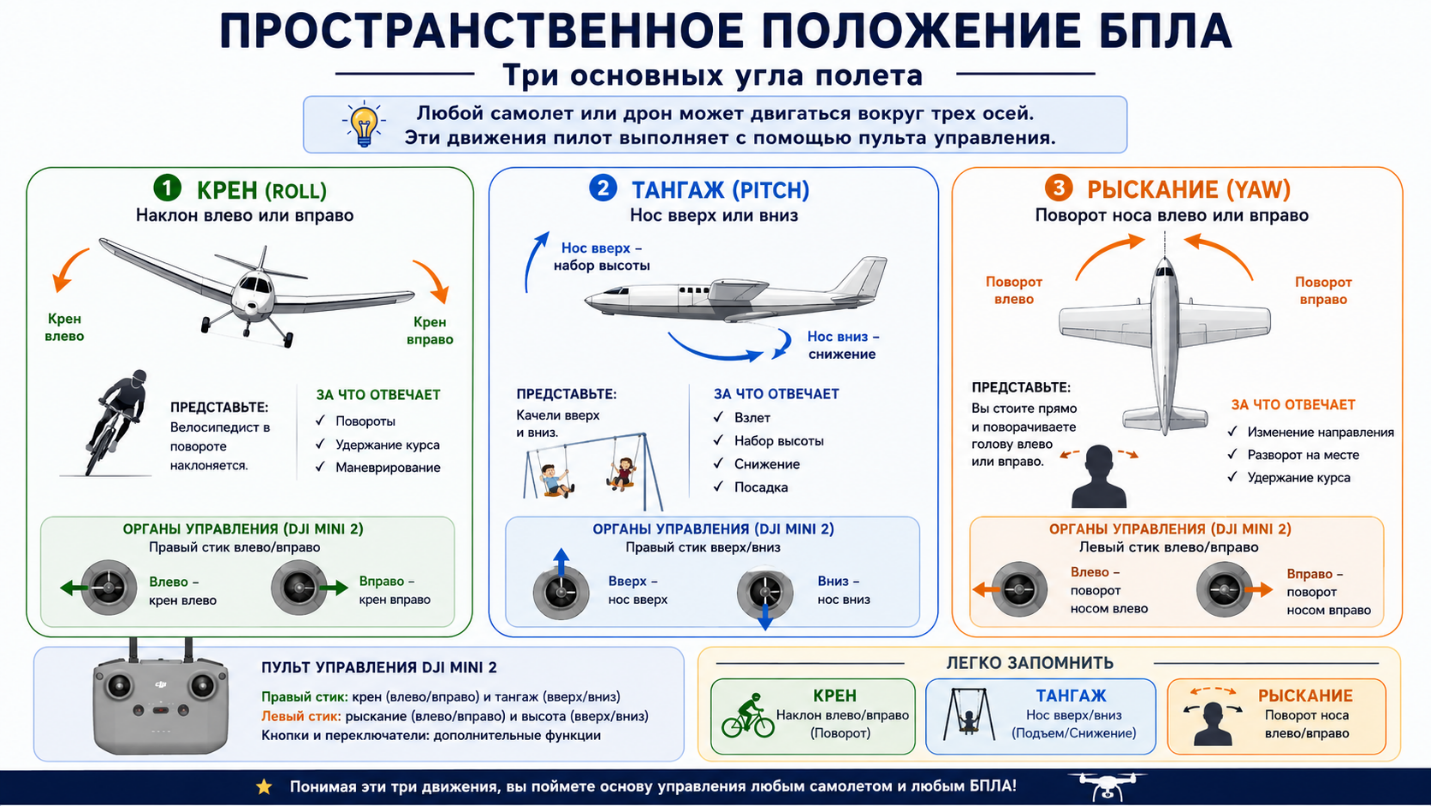 ПРОСТРАНСТВЕННОЕ ПОЛОЖЕНИЕ БПЛА
Три основных угла полета
Любой самолет или дрон может двигаться вокруг трех осей.
Эти движения пилот выполняет с помощью пульта управления.
1 КРЕН (ROLL)
Наклон влево или вправо
Крен
влево
Крен
вправо
ПРЕДСТАВЬТЕ:
Велосипедист в
повороте
наклоняется.
ЗА ЧТО ОТВЕЧАЕТ
✓ Повороты
✓ Удержание курса
✓ Маневрирование
ОРГАНЫ УПРАВЛЕНИЯ (DJI MINI 2)
Правый стик влево/вправо
Влево –
крен влево
Вправо –
крен вправо
2 ТАНГАЖ (PITCH)
Нос вверх или вниз
Нос вверх –
набор высоты
Нос вниз –
снижение
ПРЕДСТАВЬТЕ:
Качели вверх
и вниз.
ЗА ЧТО ОТВЕЧАЕТ
✓ Взлет
✓ Набор высоты
✓ Снижение
✓ Посадка
ОРГАНЫ УПРАВЛЕНИЯ (DJI MINI 2)
Правый стик вверх/вниз
Вверх –
нос вверх
Вниз –
нос вниз
3 РЫСКАНИЕ (YAW)
Поворот носа влево или вправо
Поворот
влево
Поворот
вправо
ПРЕДСТАВЬТЕ:
Вы стоите прямо
и поворачиваете
голову влево
или вправо.
ЗА ЧТО ОТВЕЧАЕТ
✓ Изменение направления
✓ Разворот на месте
✓ Удержание курса
ОРГАНЫ УПРАВЛЕНИЯ (DJI MINI 2)
Левый стик влево/вправо
Влево –
поворот
носом влево
Вправо –
поворот
носом вправо
dji
ПУЛЬТ УПРАВЛЕНИЯ DJI MINI 2
Правый стик: крен (влево/вправо) и тангаж (вверх/вниз)
Левый стик: рыскание (влево/вправо) и высота (вверх/вниз)
Кнопки и переключатели: дополнительные функции
ЛЕГКО ЗАПОМНИТЬ
КРЕН
Наклон влево/вправо
(Поворот)
ТАНГАЖ
Нос вверх/вниз
(Подъем/Снижение)
РЫСКАНИЕ
Поворот носа
влево/вправо
Понимая эти три движения, вы поймете основу управления любым самолетом и любым БПЛА!